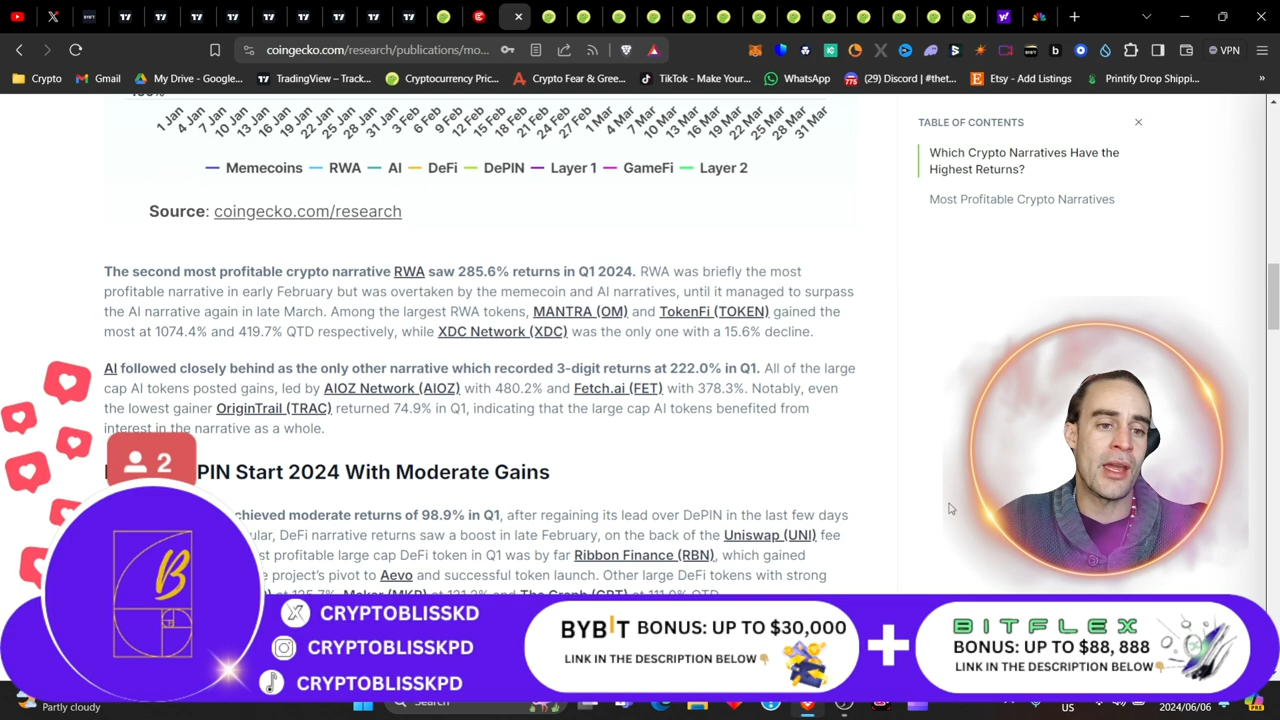 coingecko.com/research/publications/mo...
VPN
Crypto
Gmail
My Drive - Google...
TradingView – Track...
Cryptocurrency Pric...
Crypto Fear & Gree...
TikTok - Make Your...
WhatsApp
(29) Discord | #thet...
Etsy - Add Listings
Printify Drop Shippi...
1 Jan
4 Jan
7 Jan
10 Jan
13 Jan
16 Jan
19 Jan
22 Jan
25 Jan
28 Jan
31 Jan
3 Feb
6 Feb
9 Feb
12 Feb
15 Feb
18 Feb
21 Feb
24 Feb
27 Feb
1 Mar
4 Mar
7 Mar
10 Mar
13 Mar
16 Mar
19 Mar
22 Mar
25 Mar
28 Mar
31 Mar
Memecoins RWA AI DeFi DePIN Layer 1 GameFi Layer 2
Source: coingecko.com/research
TABLE OF CONTENTS
Which Crypto Narratives Have the
Highest Returns?
Most Profitable Crypto Narratives
The second most profitable crypto narrative RWA saw 285.6% returns in Q1 2024. RWA was briefly the most
profitable narrative in early February but was overtaken by the memecoin and AI narratives, until it managed to surpass
the AI narrative again in late March. Among the largest RWA tokens, MANTRA (OM) and TokenFi (TOKEN) gained the
most at 1074.4% and 419.7% QTD respectively, while XDC Network (XDC) was the only one with a 15.6% decline.
AI followed closely behind as the only other narrative which recorded 3-digit returns at 222.0% in Q1. All of the large
cap AI tokens posted gains, led by AIOZ Network (AIOZ) with 480.2% and Fetch.ai (FET) with 378.3%. Notably, even
the lowest gainer OriginTrail (TRAC) returned 74.9% in Q1, indicating that the large cap AI tokens benefited from
interest in the narrative as a whole.
2
PIN Start 2024 With Moderate Gains
chieved moderate returns of 98.9% in Q1, after regaining its lead over DePIN in the last few days
ular, DeFi narrative returns saw a boost in late February, on the back of the Uniswap (UNI) fee
st profitable large cap DeFi token in Q1 was by far Ribbon Finance (RBN), which gained
e project's pivot to Aevo and successful token launch. Other large DeFi tokens with strong
B
CRYPTOBLISSKD
CRYPTOBLISSKPD
CRYPTOBLISSKPD
BYBIT BONUS: UP TO $30,000
LINK IN THE DESCRIPTION BELOW
BITFLEX
BONUS: UP TO $88, 888
LINK IN THE DESCRIPTION BELOW
Partly cloudy
Search
US
2024/06/06